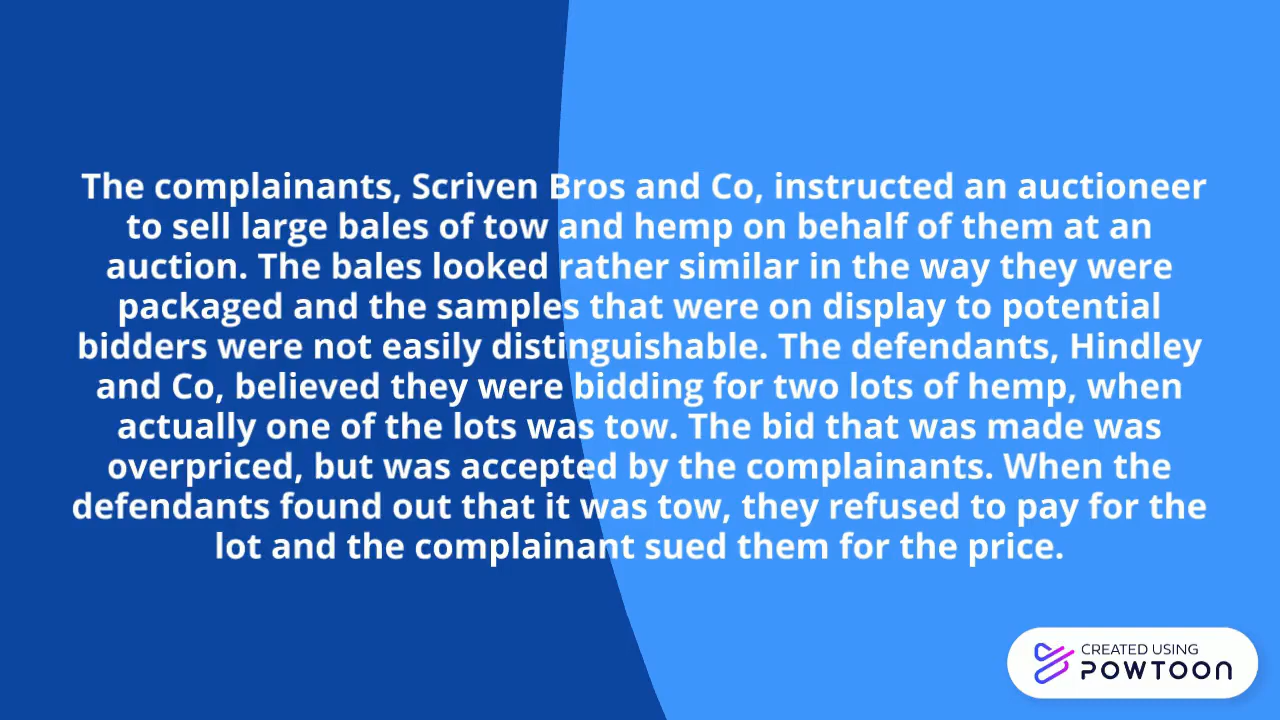 The complainants, Scriven Bros and Co, instructed an auctioneer
to sell large bales of tow and hemp on behalf of them at an
auction. The bales looked rather similar in the way they were
packaged and the samples that were on display to potential
bidders were not easily distinguishable. The defendants, Hindley
and Co, believed they were bidding for two lots of hemp, when
actually one of the lots was tow. The bid that was made was
overpriced, but was accepted by the complainants. When the
defendants found out that it was tow, they refused to pay for the
lot and the complainant sued them for the price.
CREATED USING
POWTOON